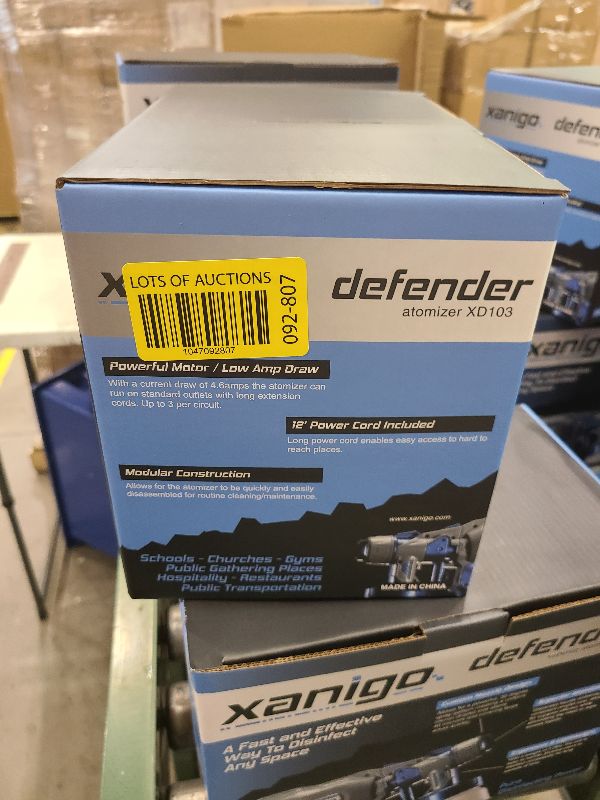 LOTS OF AUCTIONS
1047092807
092-807
defender
atomizer XD103
Powerful Motor / Low Amp Draw
With a current draw of 4.6amps the atomizer can
run on standard outlets with long extension
cords. Up to 3 per circuit.
12' Power Cord Included
Long power cord enables easy access to hard to
reach places.
Modular Construction
Allows for the atomizer to be quickly and easily
disassembled for routine cleaning/maintenance.
www.xanigo.com
Schools - Churches - Gyms
Public Gathering Places
Hospitality - Restaurants
Public Transportation
MADE IN CHINA
xanigo
defen
xanig
xanigo
defend
A Fast and Effective
Way To Disinfect
Any Space